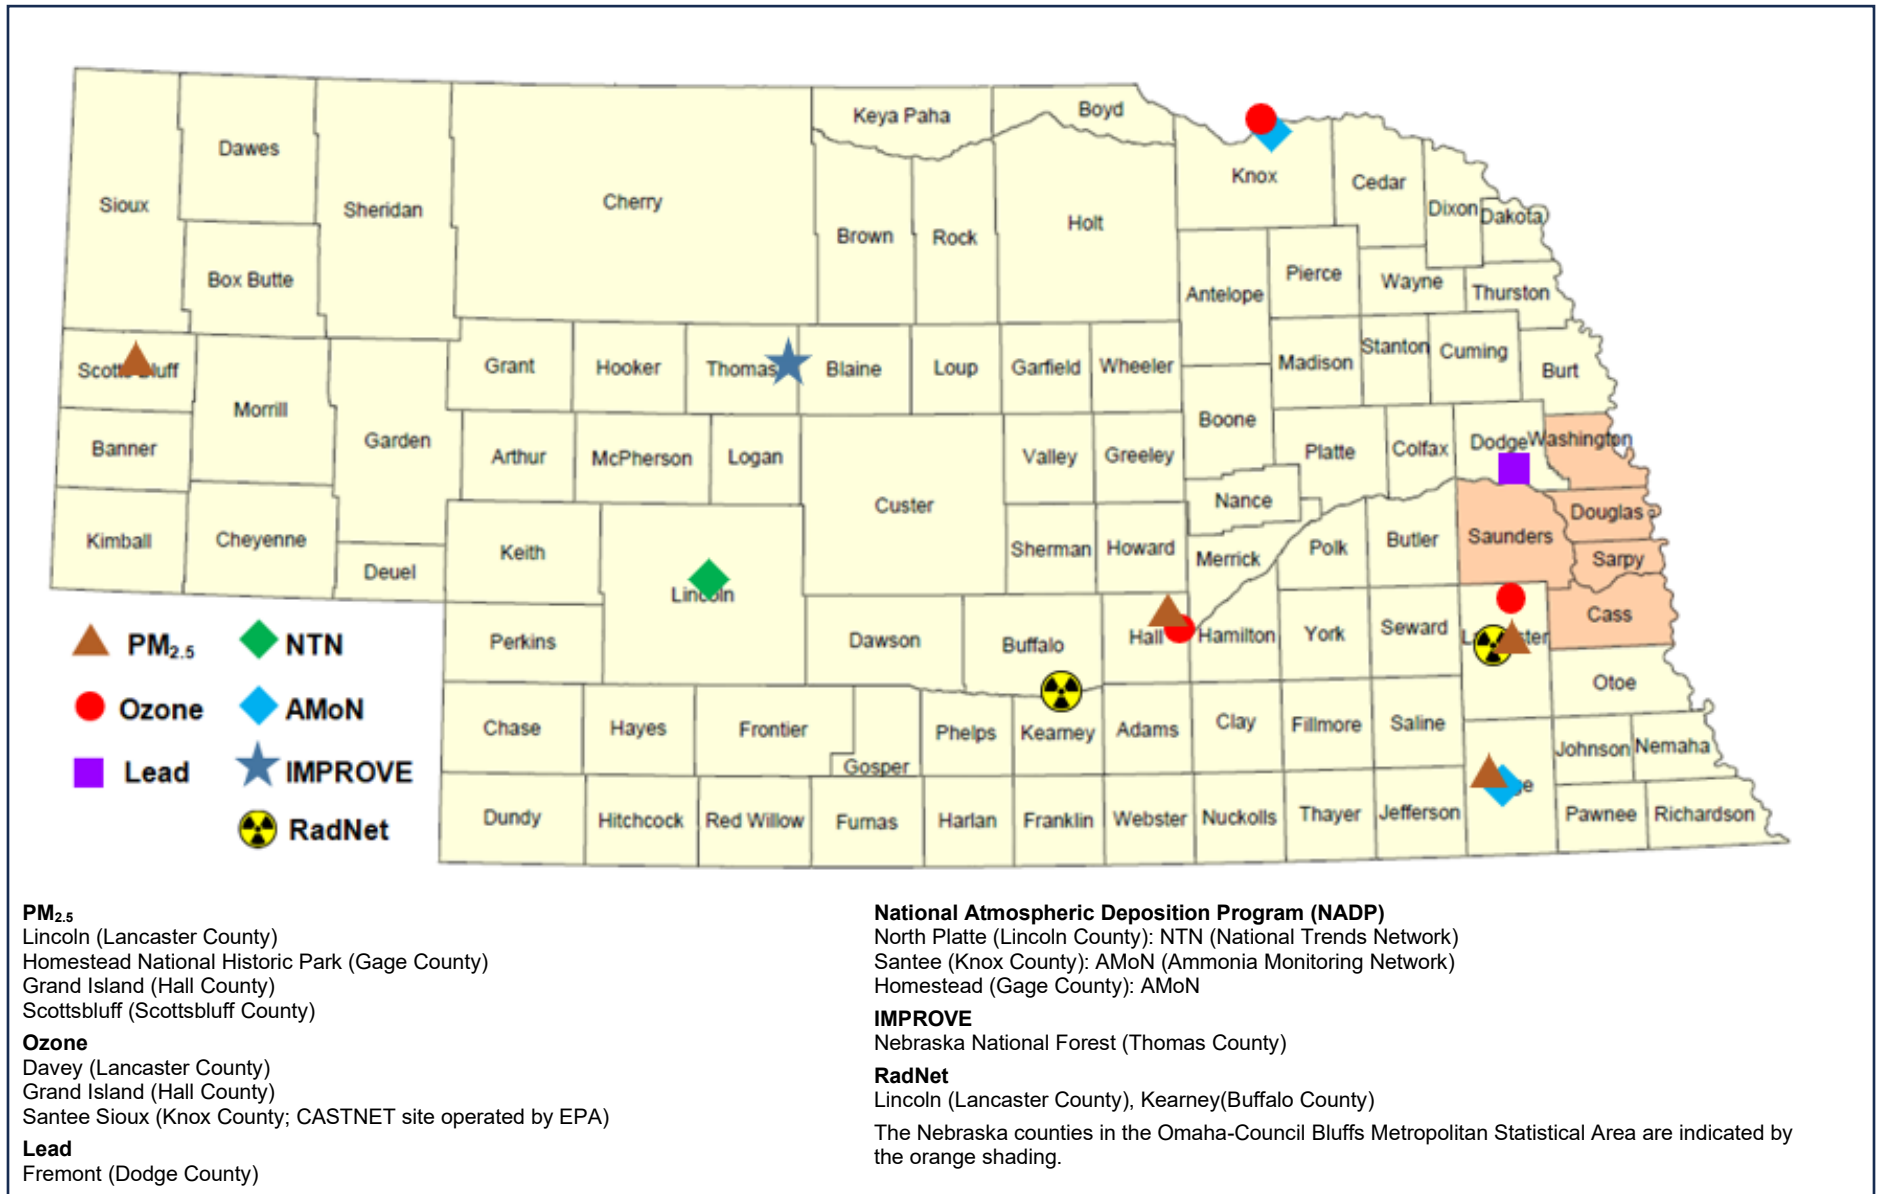 Keya Paha
Boyd
Dawes
Knox
Cedar
Sioux
Sheridan
Cherry
Dixon
Dakota
Brown
Rock
Holt
Box Butte
Antelope
Pierce
Wayne
Thurston
Scotts Bluff
Grant
Hooker
Thomas
Blaine
Loup
Garfield
Wheeler
Madison
Stanton
Cuming
Burt
Morrill
Banner
Garden
Arthur
McPherson
Logan
Custer
Valley
Greeley
Boone
Platte
Colfax
Dodge
Washington
Nance
Kimball
Cheyenne
Deuel
Keith
Lincoln
Sherman
Howard
Merrick
Polk
Butler
Saunders
Douglas
Sarpy
Cass
Perkins
Dawson
Buffalo
Hall
Hamilton
York
Seward
Lancaster
Otoe
Chase
Hayes
Frontier
Gosper
Phelps
Kearney
Adams
Clay
Fillmore
Saline
Johnson
Nemaha
Dundy
Hitchcock
Red Willow
Furnas
Harlan
Franklin
Webster
Nuckolls
Thayer
Jefferson
Gage
Pawnee
Richardson
PM2.5
NTN
Ozone
AMoN
Lead
IMPROVE
RadNet
PM2.5
Lincoln (Lancaster County)
Homestead National Historic Park (Gage County)
Grand Island (Hall County)
Scottsbluff (Scottsbluff County)
Ozone
Davey (Lancaster County)
Grand Island (Hall County)
Santee Sioux (Knox County; CASTNET site operated by EPA)
Lead
Fremont (Dodge County)
National Atmospheric Deposition Program (NADP)
North Platte (Lincoln County): NTN (National Trends Network)
Santee (Knox County): AMoN (Ammonia Monitoring Network)
Homestead (Gage County): AMoN
IMPROVE
Nebraska National Forest (Thomas County)
RadNet
Lincoln (Lancaster County), Kearney(Buffalo County)
The Nebraska counties in the Omaha-Council Bluffs Metropolitan Statistical Area are indicated by
the orange shading.